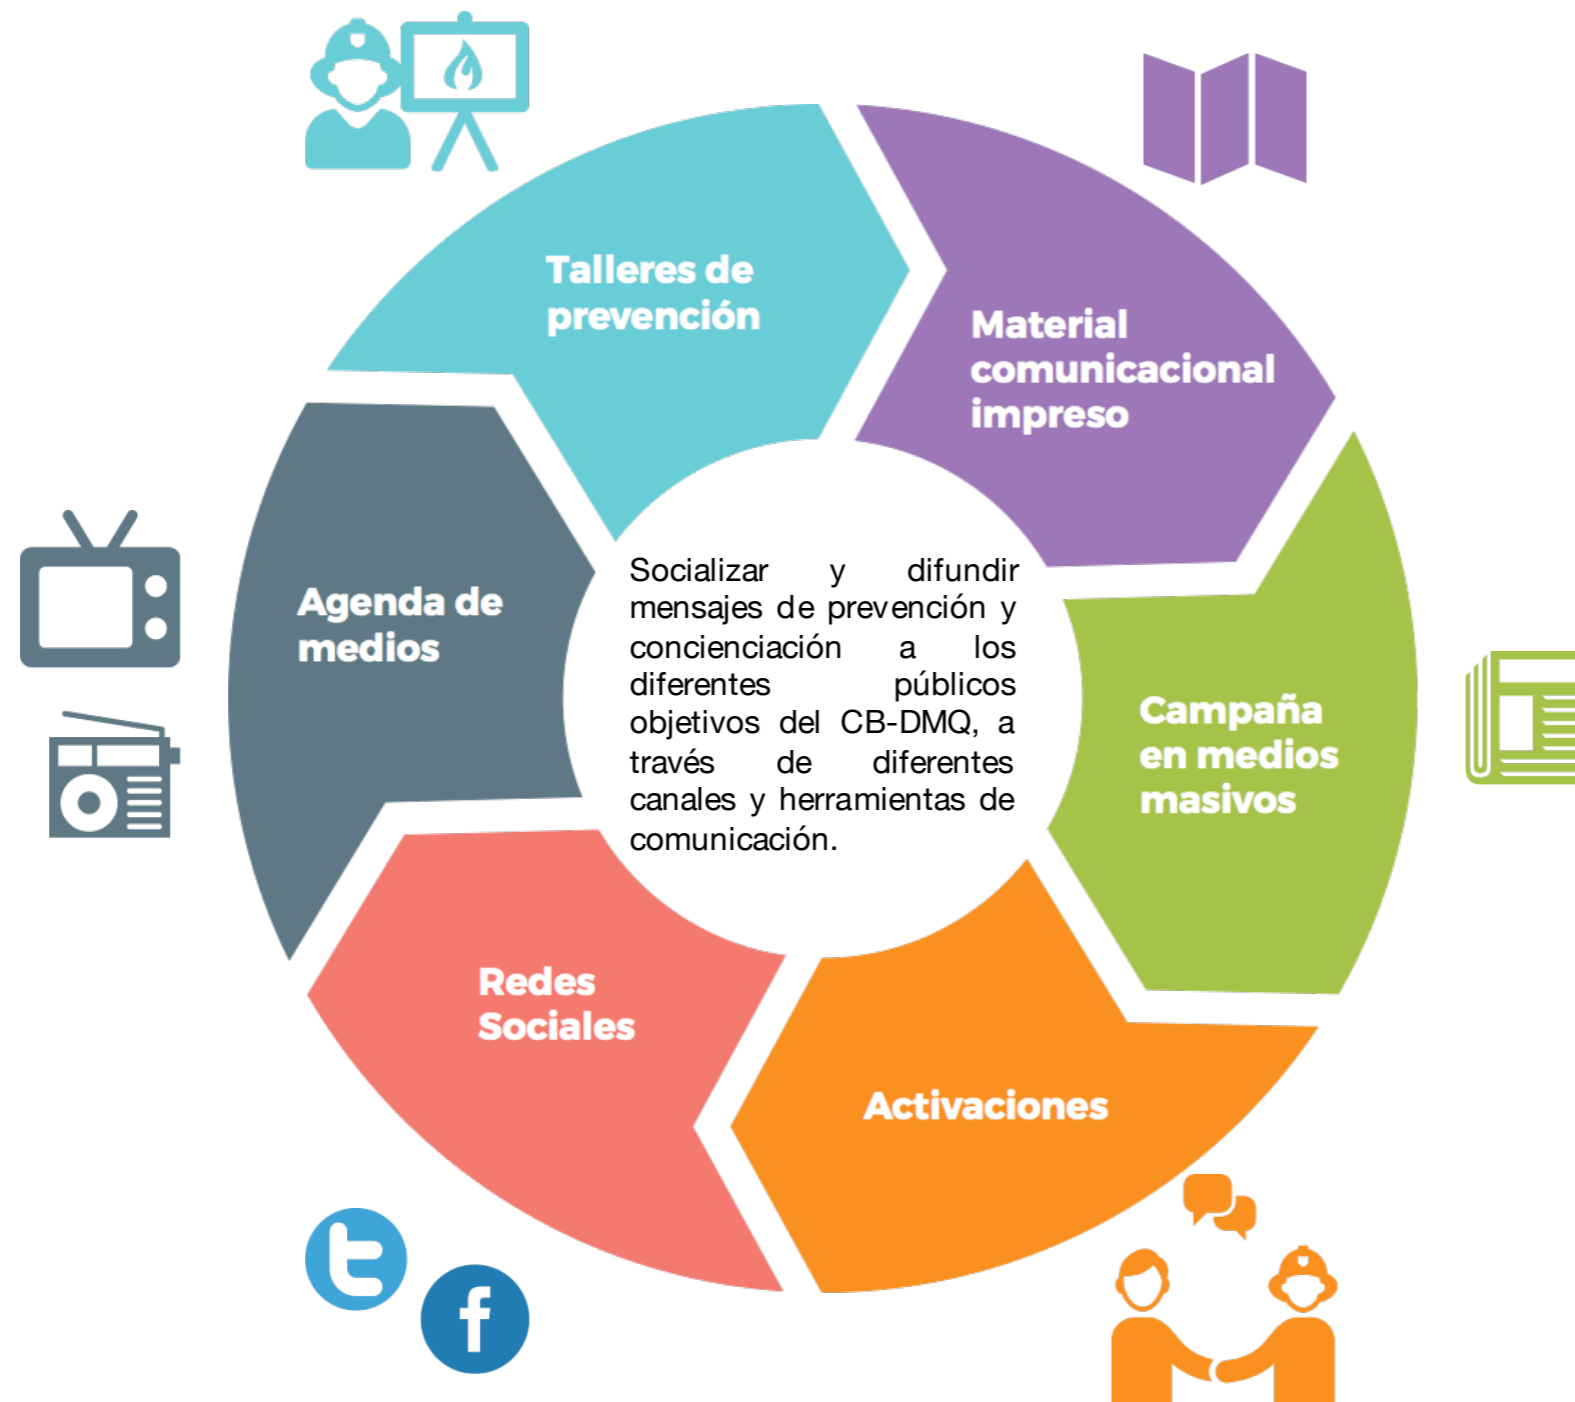 Talleres de
prevención
Material
comunicacional
impreso
Campaña
en medios
masivos
Activaciones
Redes
Sociales
Agenda de
medios
Socializar y difundir
mensajes de prevención y
concienciación a los
diferentes públicos
objetivos del CB-DMQ, a
través de diferentes
canales y herramientas de
comunicación.